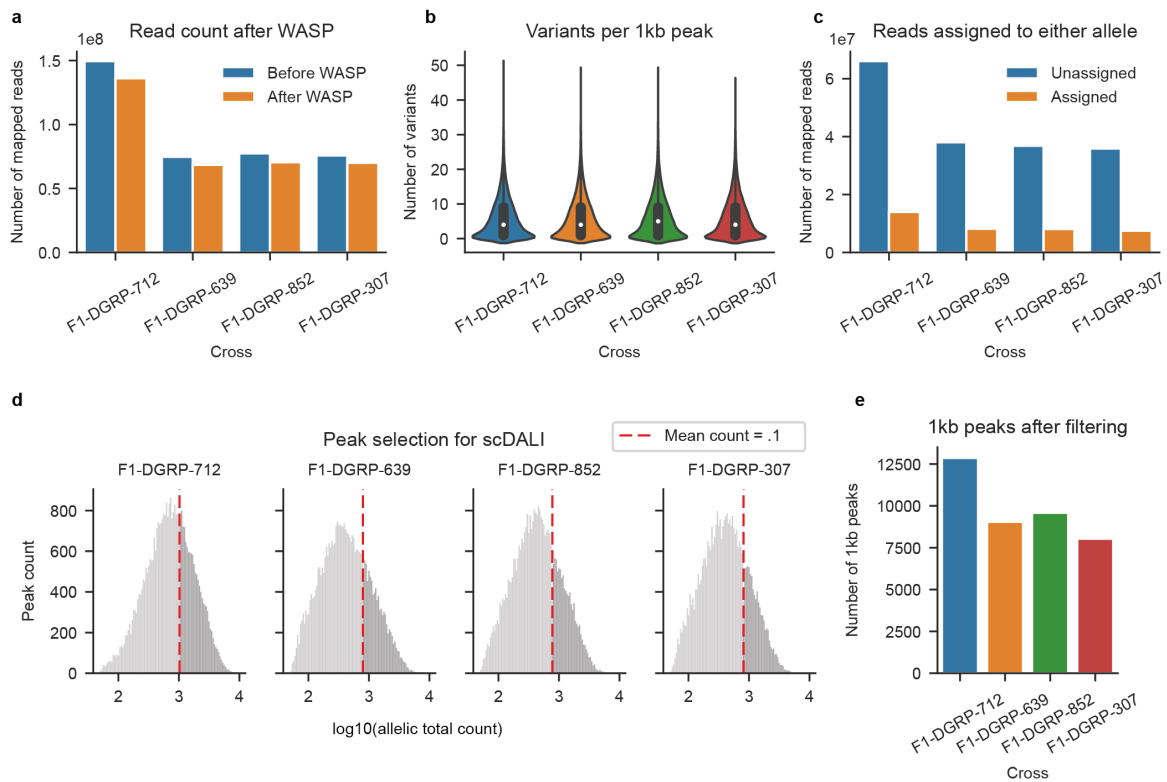 a
Read count after WASP
1e8
Number of mapped reads
1.5
1.0
0.5
0.0
Before WASP
After WASP
F1-DGRP-712
F1-DGRP-639
F1-DGRP-852
F1-DGRP-307
Cross
b
Variants per 1kb peak
Number of variants
50
40
30
20
10
0
F1-DGRP-712
F1-DGRP-639
F1-DGRP-852
F1-DGRP-307
c
Reads assigned to either allele
1e7
Number of mapped reads
6
4
2
0
Unassigned
Assigned
F1-DGRP-712
F1-DGRP-639
F1-DGRP-852
F1-DGRP-307
Cross
d
Peak selection for scDALI
Mean count = .1
F1-DGRP-712
F1-DGRP-639
F1-DGRP-852
F1-DGRP-307
Peak count
800
600
400
200
0
2 3 4
2 3 4
2 3 4
2 3 4
log10(allelic total count)
e
1kb peaks after filtering
Number of 1kb peaks
12500
10000
7500
5000
2500
0
F1-DGRP-712
F1-DGRP-639
F1-DGRP-852
F1-DGRP-307
Cross